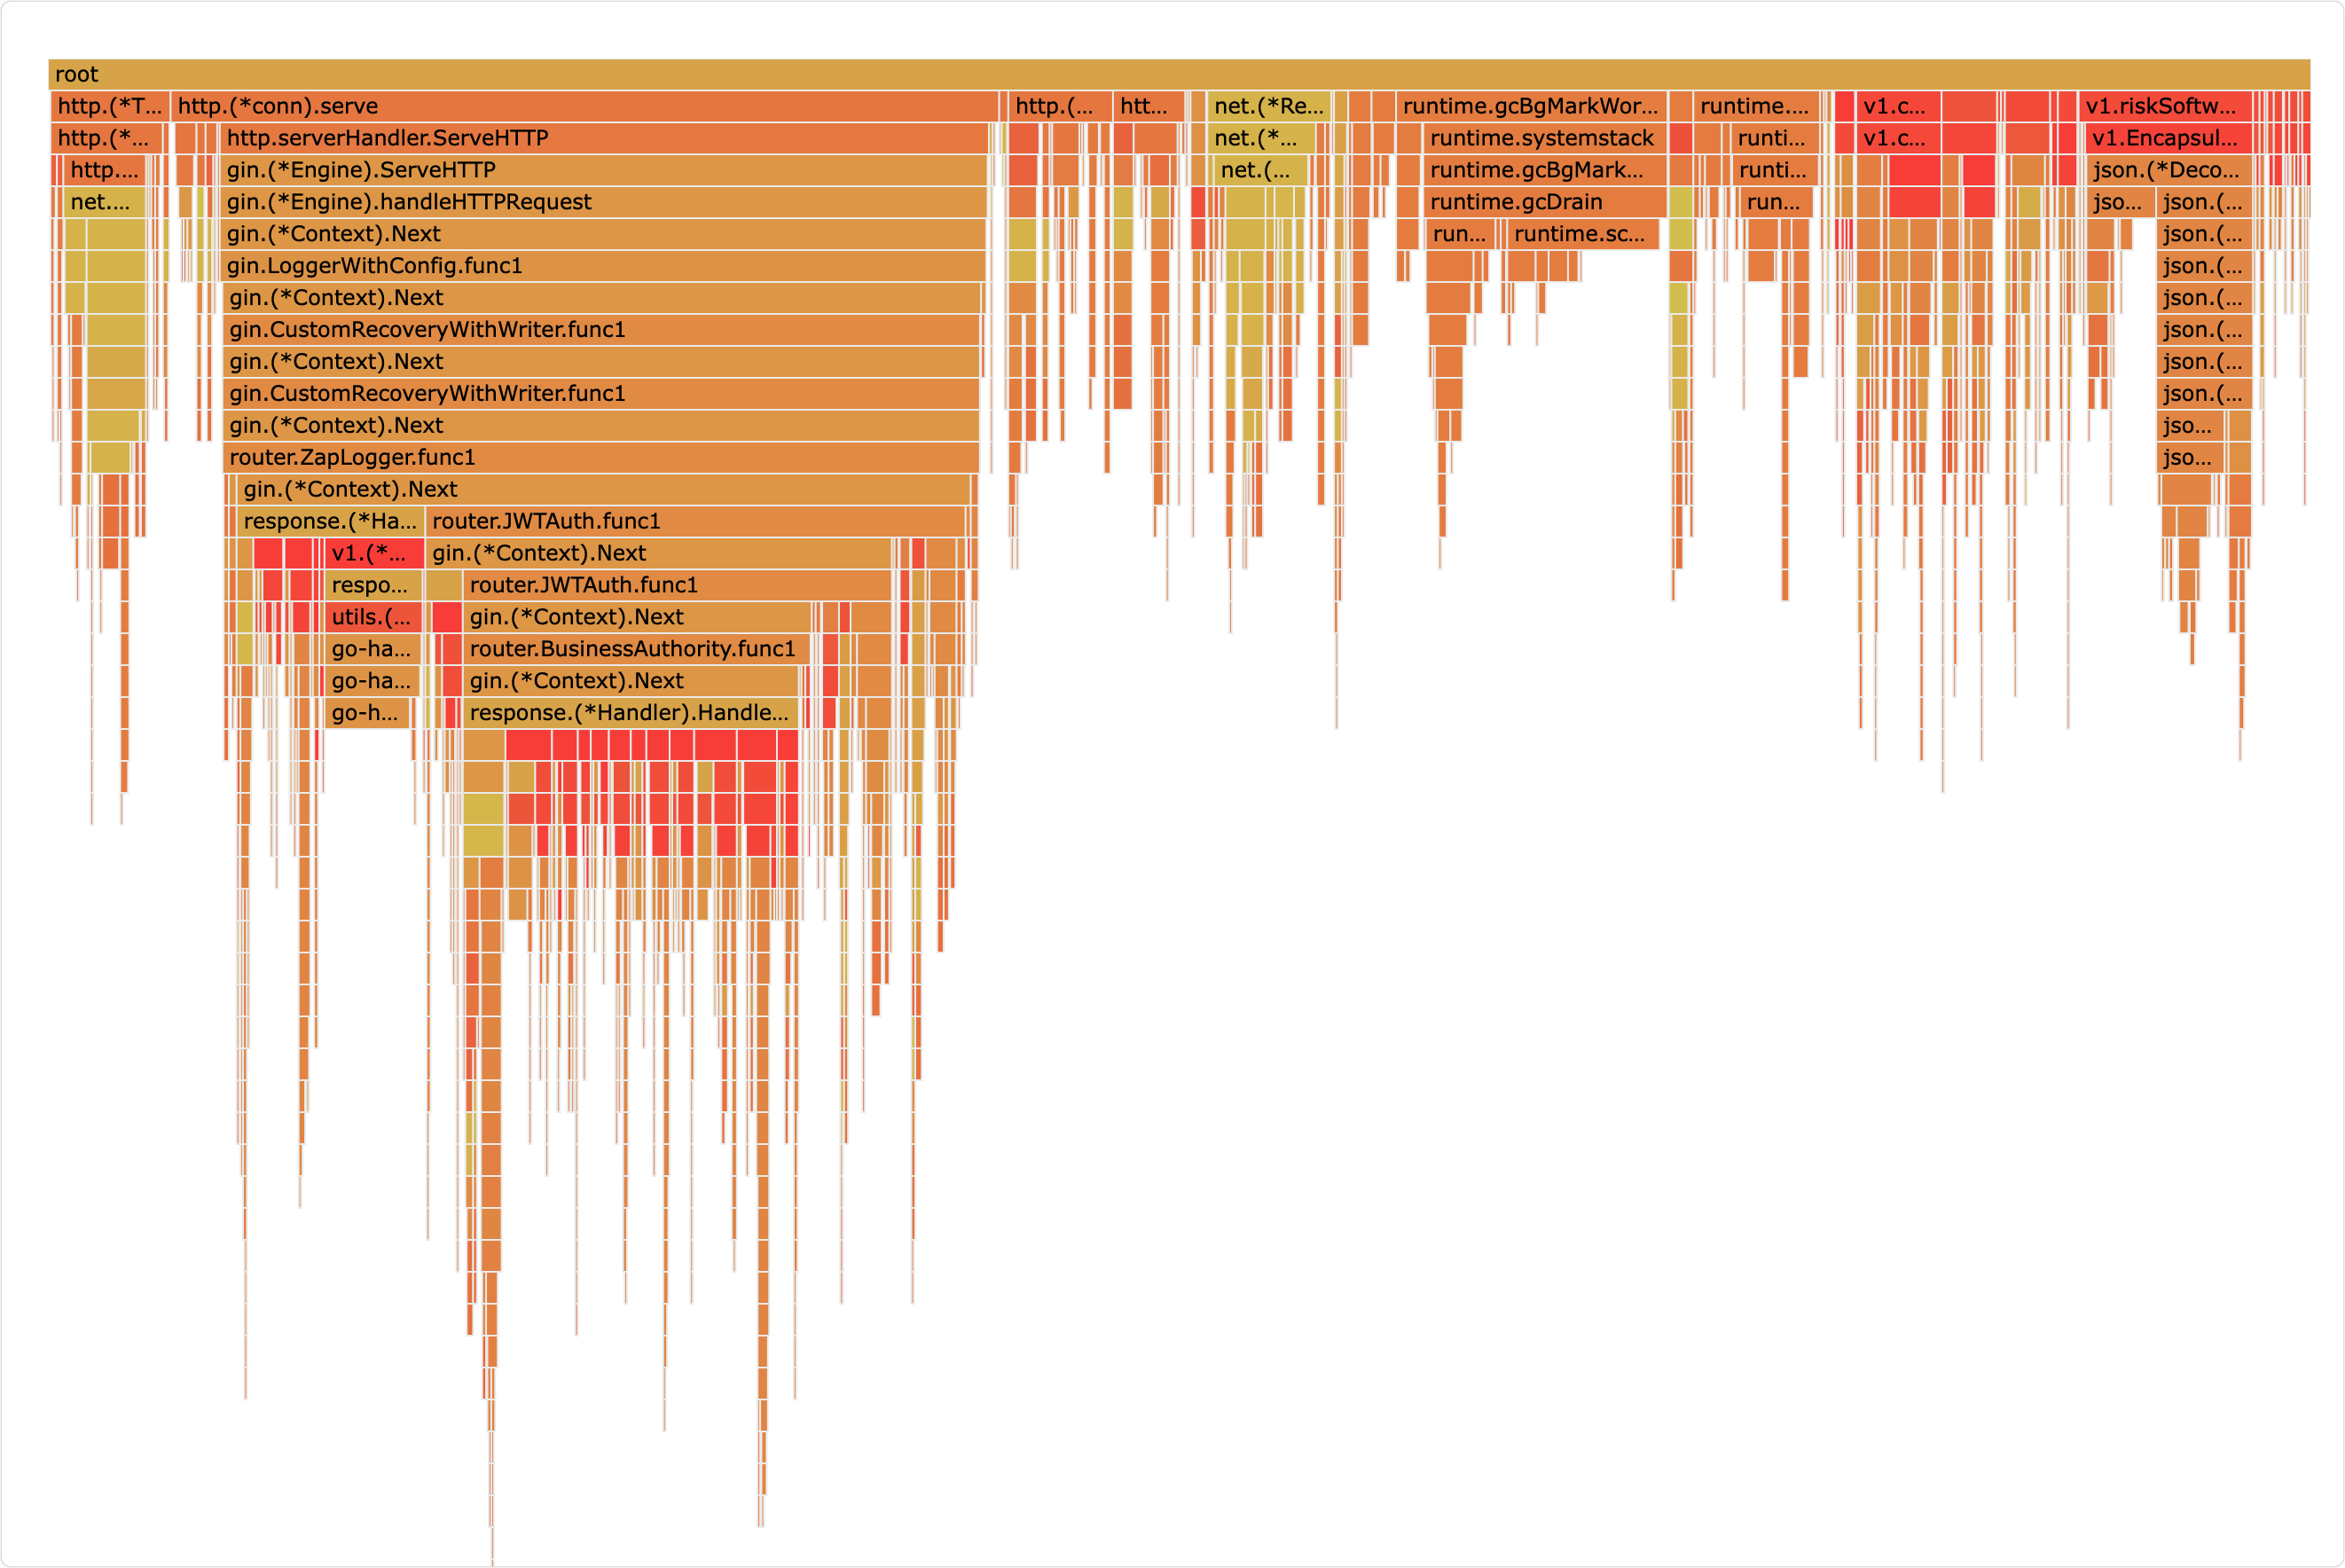 root
http.(*T... http.(*conn).serve http.(... htt... net.(*Re... runtime.gcBgMarkWor... runtime.... v1.c... v1.riskSoftw...
http.(*... http.serverHandler.ServeHTTP net.(*... runtime.systemstack runti... v1.c... v1.Encapsul...
http.... gin.(*Engine).ServeHTTP net.(... runtime.gcBgMark... runti... json.(*Deco...
net.... gin.(*Engine).handleHTTPRequest runtime.gcDrain run... jso... json.(...
gin.(*Context).Next run... runtime.sc... json.(...
gin.LoggerWithConfig.func1 json.(...
gin.(*Context).Next json.(...
gin.CustomRecoveryWithWriter.func1 json.(...
gin.(*Context).Next json.(...
gin.CustomRecoveryWithWriter.func1 json.(...
gin.(*Context).Next jso...
router.ZapLogger.func1 jso...
gin.(*Context).Next
response.(*Ha... router.JWTAuth.func1
v1.(*... gin.(*Context).Next
respo... router.JWTAuth.func1
utils.(... gin.(*Context).Next
go-ha... router.BusinessAuthority.func1
go-ha... gin.(*Context).Next
go-h... response.(*Handler).Handle...